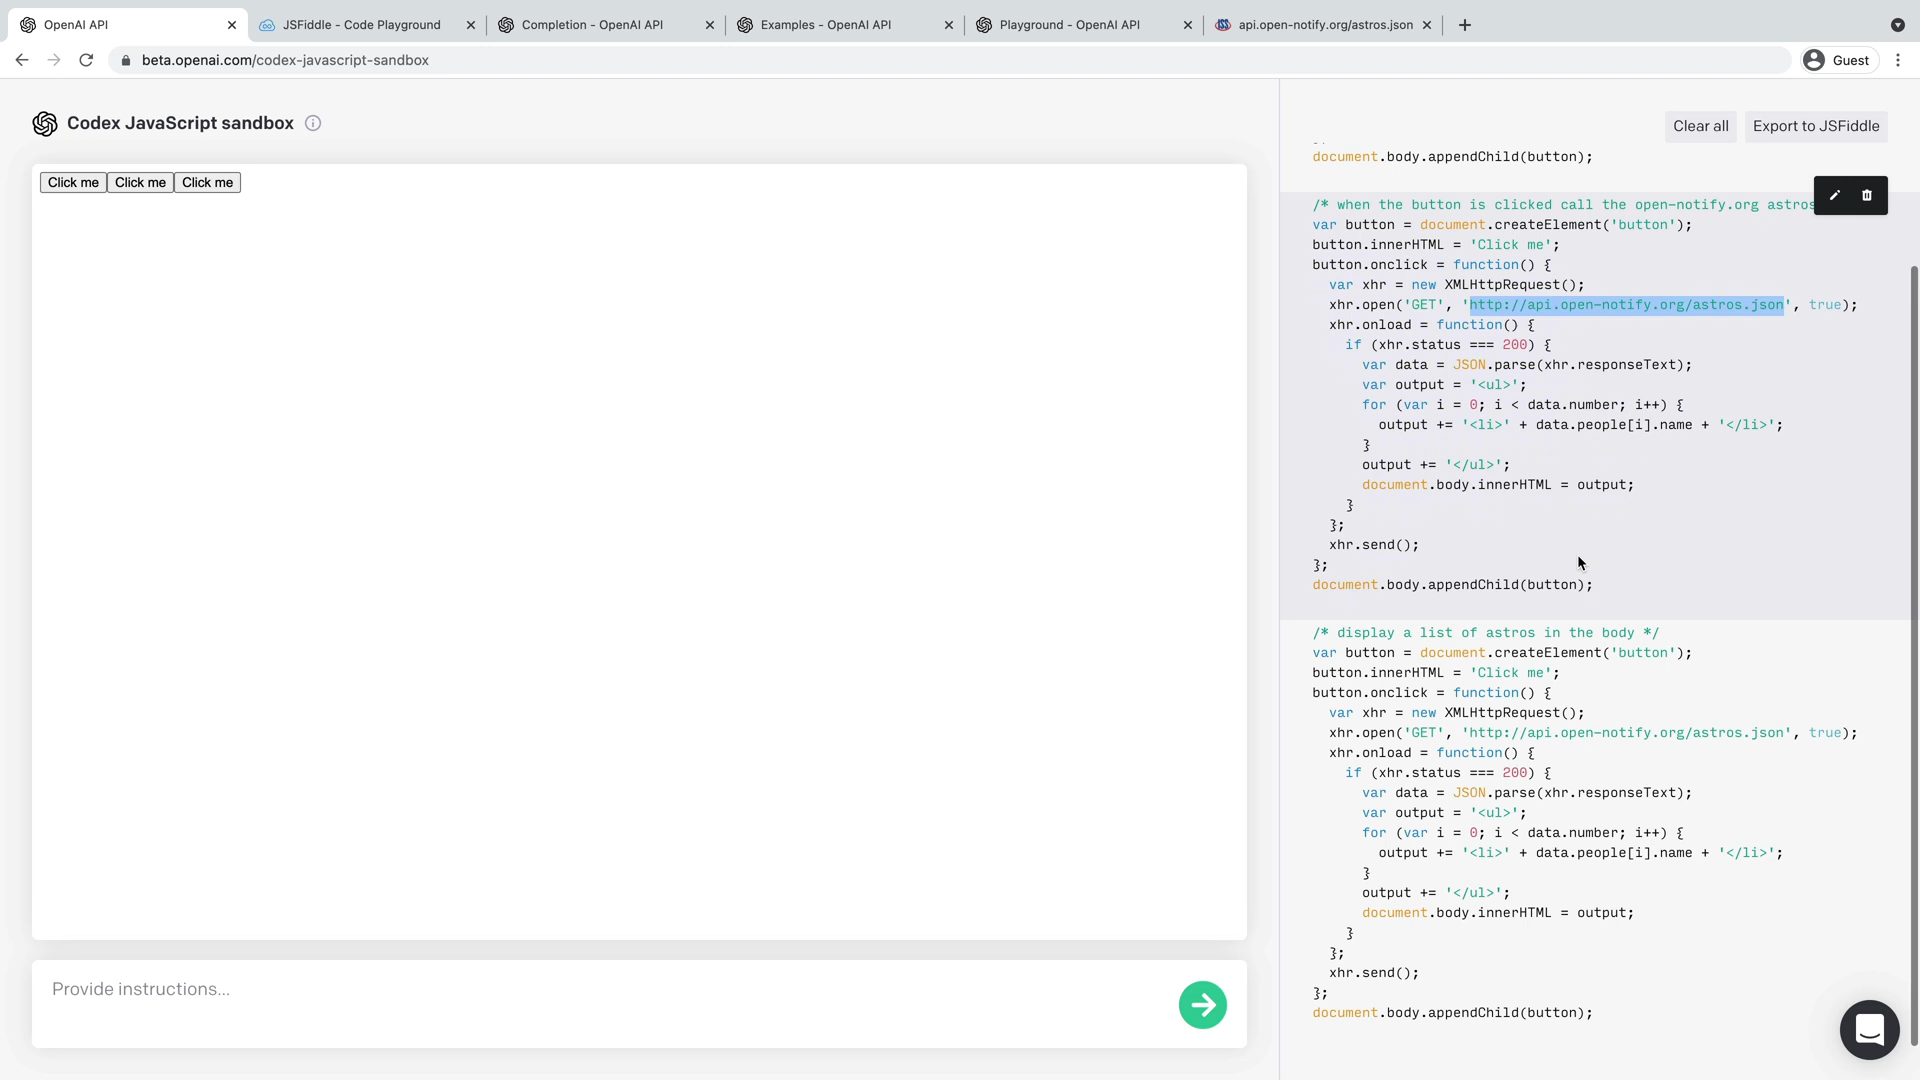 OpenAI API
JSFiddle - Code Playground
Completion - OpenAI API
Examples - OpenAI API
Playground - OpenAI API
api.open-notify.org/astros.json
beta.openai.com/codex-javascript-sandbox
Guest
Codex JavaScript sandbox
Clear all
Export to JSFiddle
Click me
Click me
Click me
Provide instructions...
document.body.appendChild(button);
/* when the button is clicked call the open-notify.org astros
var button = document.createElement('button');
button.innerHTML = 'Click me';
button.onclick = function() {
var xhr = new XMLHttpRequest();
xhr.open('GET', 'http://api.open-notify.org/astros.json', true);
xhr.onload = function() {
if (xhr.status === 200) {
var data = JSON.parse(xhr.responseText);
var output = '<ul>';
for (var i = 0; i < data.number; i++) {
output += '<li>' + data.people[i].name + '</li>';
}
output += '</ul>';
document.body.innerHTML = output;
}
};
xhr.send();
};
document.body.appendChild(button);
/* display a list of astros in the body */
var button = document.createElement('button');
button.innerHTML = 'Click me';
button.onclick = function() {
var xhr = new XMLHttpRequest();
xhr.open('GET', 'http://api.open-notify.org/astros.json', true);
xhr.onload = function() {
if (xhr.status === 200) {
var data = JSON.parse(xhr.responseText);
var output = '<ul>';
for (var i = 0; i < data.number; i++) {
output += '<li>' + data.people[i].name + '</li>';
}
output += '</ul>';
document.body.innerHTML = output;
}
};
xhr.send();
};
document.body.appendChild(button);